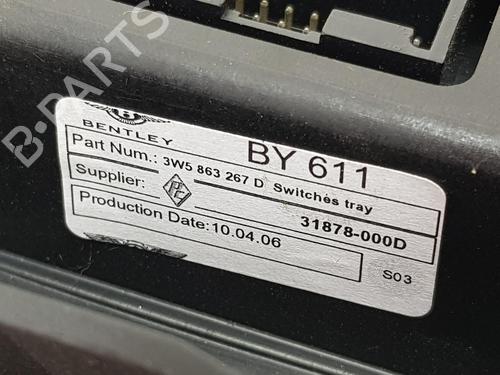 B-PARTS
BENTLEY
BY 611
Part Num.: 3W5 863 267 D Switches tray
Supplier:
31878-000D
Production Date:10.04.06
S03